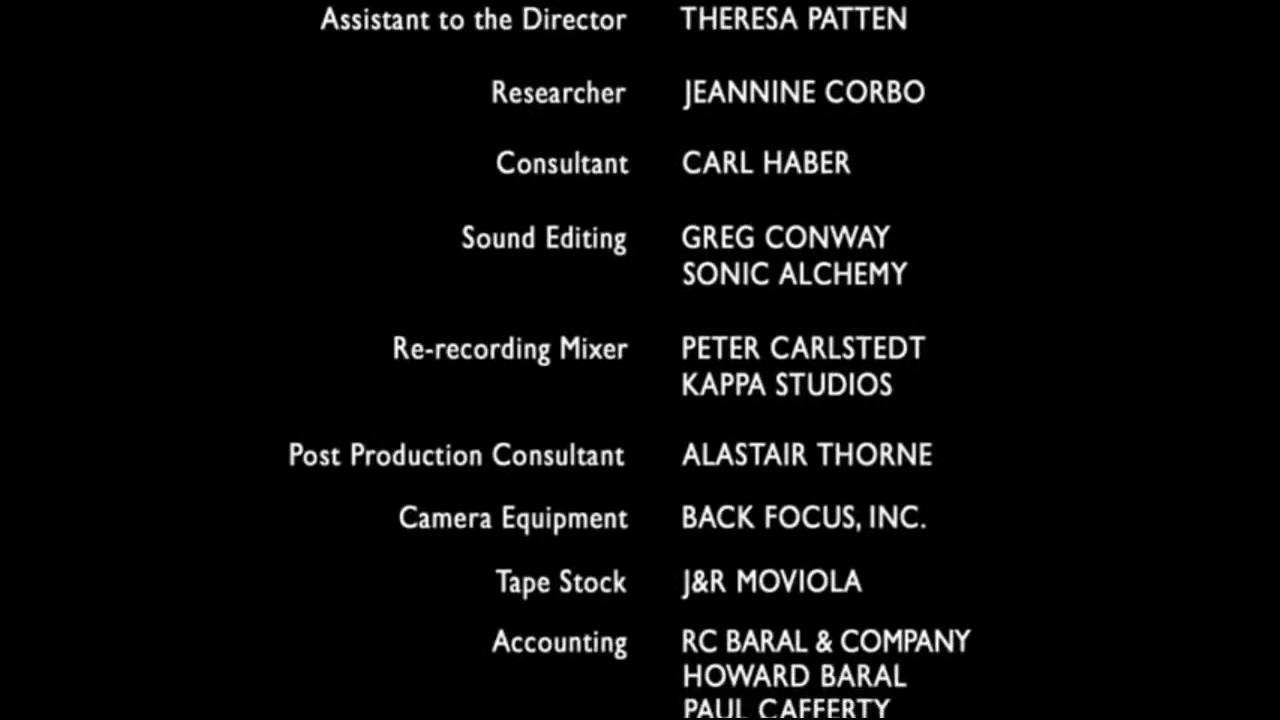 Assistant to the Director THERESA PATTEN
Researcher JEANNINE CORBO
Consultant CARL HABER
Sound Editing GREG CONWAY
SONIC ALCHEMY
Re-recording Mixer PETER CARLSTEDT
KAPPA STUDIOS
Post Production Consultant ALASTAIR THORNE
Camera Equipment BACK FOCUS, INC.
Tape Stock J&R MOVIOLA
Accounting RC BARAL & COMPANY
HOWARD BARAL
PAUL CAFFERTY